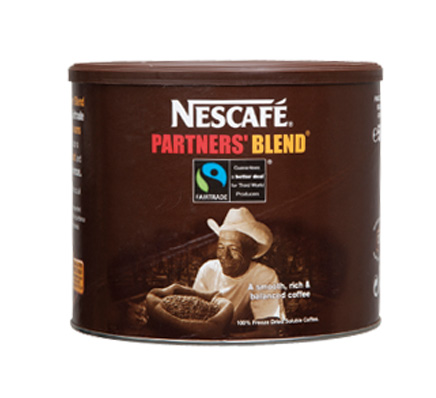 NESCAFÉ®
PARTNERS' BLEND®
FAIRTRADE
®
Guarantees
a better deal
for Third World
Producers
A smooth, rich &
balanced coffee
100% Freeze Dried Soluble Coffee.